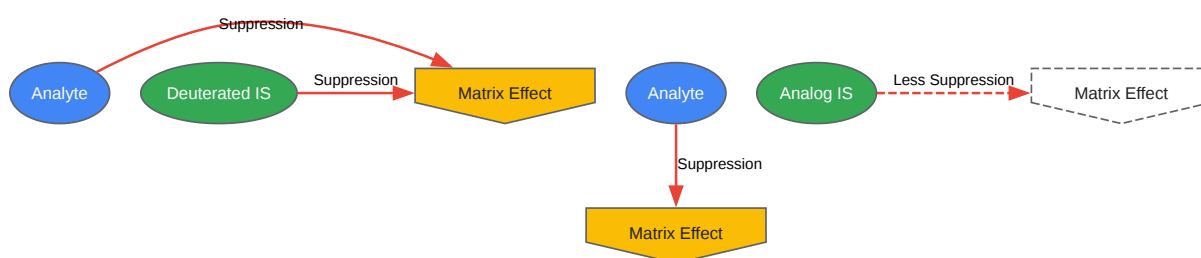 Suppression
Analyte
Deuterated IS
Suppression
Matrix Effect
Analyte
Analog IS
Less Suppression
Matrix Effect
Suppression
Matrix Effect